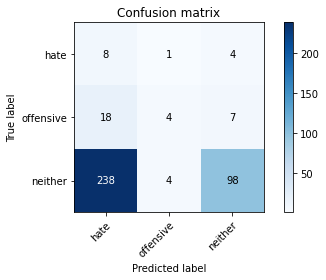 Confusion matrix
True label
hate 8 1 4
offensive 18 4 7
neither 238 4 98
hate offensive neither
Predicted label
200
150
100
50